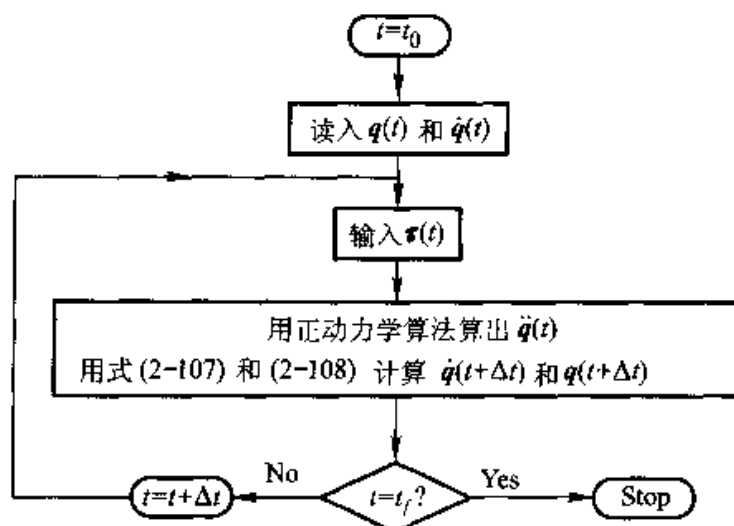 t=t₀
读入 q(t) 和 q̇(t)
输入 τ(t)
用正动力学算法算出 q̈(t)
用式 (2-107) 和 (2-108) 计算 q̇(t+Δt) 和 q(t+Δt)
No
Yes
t=t+Δt
t=t_f?
Stop